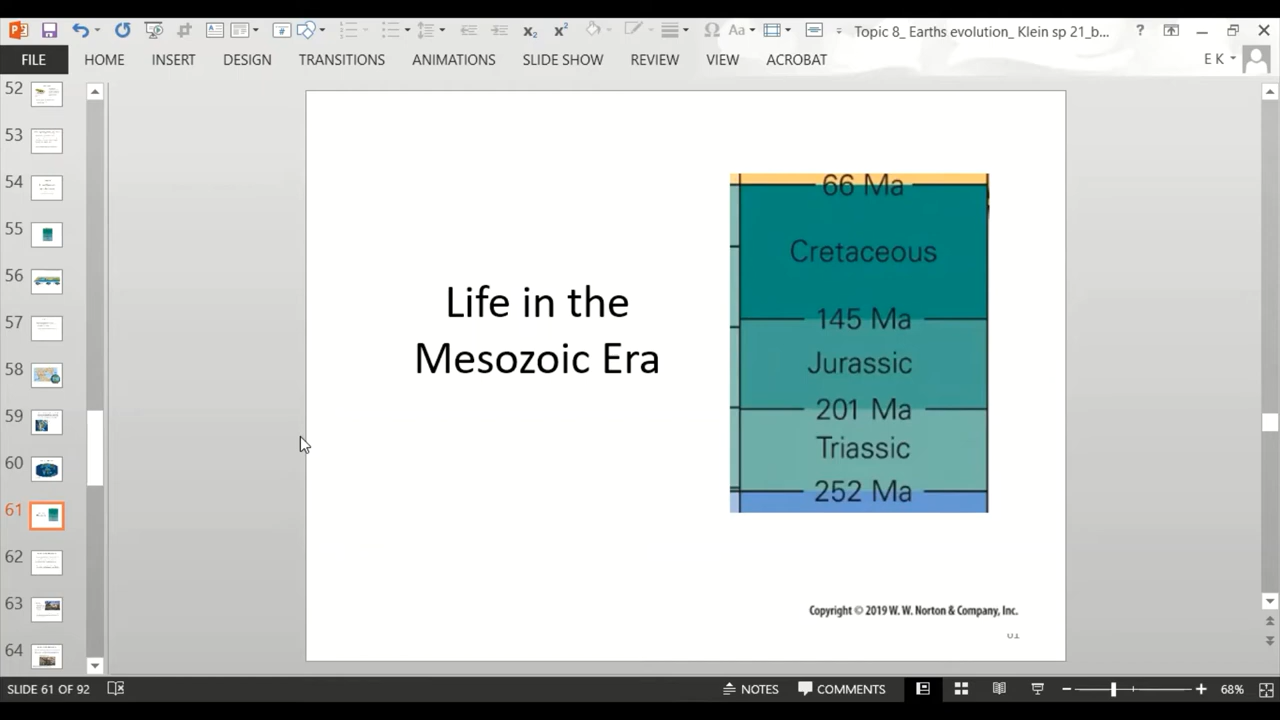 Topic 8_ Earths evolution_ Klein sp 21_b...
FILE HOME INSERT DESIGN TRANSITIONS ANIMATIONS SLIDE SHOW REVIEW VIEW ACROBAT
E K
52
53
54
55
56
57
58
59
60
61
62
63
64
Life in the
Mesozoic Era
66 Ma
Cretaceous
145 Ma
Jurassic
201 Ma
Triassic
252 Ma
Copyright © 2019 W. W. Norton & Company, Inc.
61
SLIDE 61 OF 92
NOTES
COMMENTS
68%